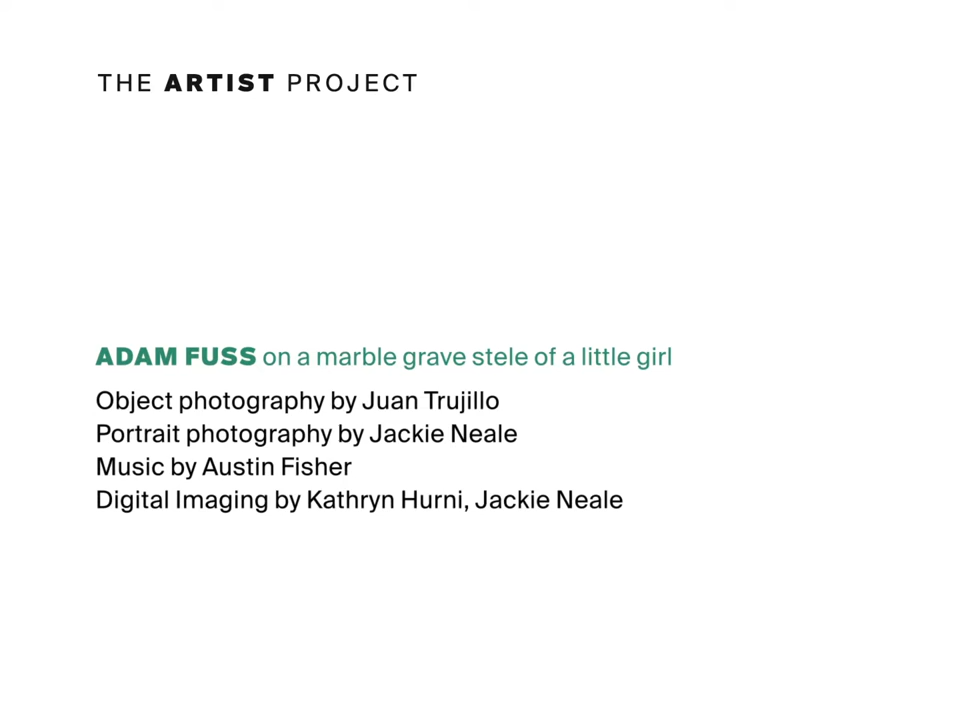 THE ARTIST PROJECT
ADAM FUSS on a marble grave stele of a little girl
Object photography by Juan Trujillo
Portrait photography by Jackie Neale
Music by Austin Fisher
Digital Imaging by Kathryn Hurni, Jackie Neale